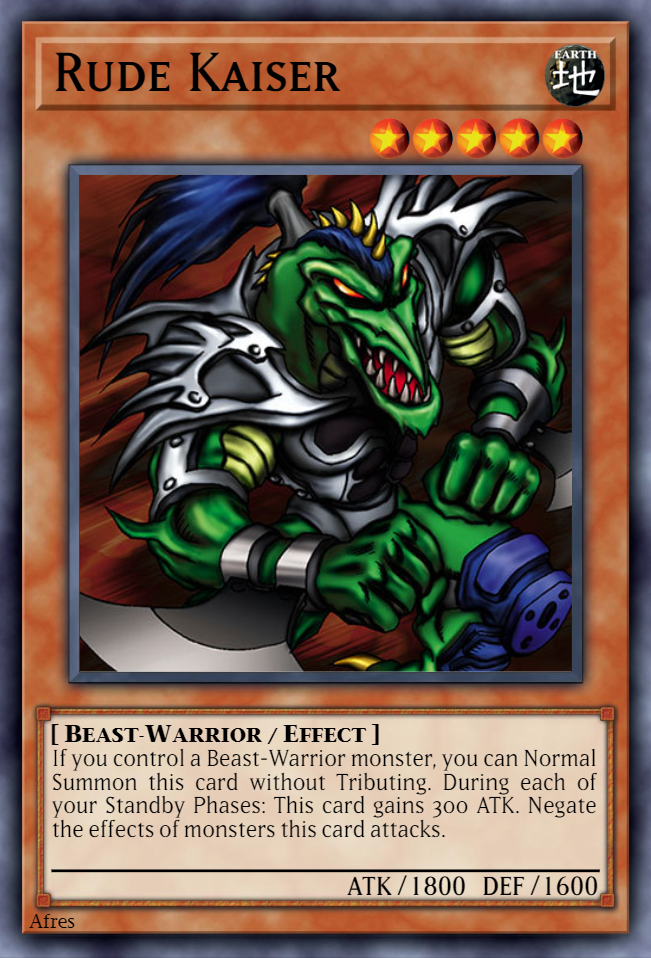 Rude Kaiser
EARTH
地
[ Beast-Warrior / Effect ]
If you control a Beast-Warrior monster, you can Normal
Summon this card without Tributing. During each of
your Standby Phases: This card gains 300 ATK. Negate
the effects of monsters this card attacks.
ATK / 1800 DEF / 1600
Afres